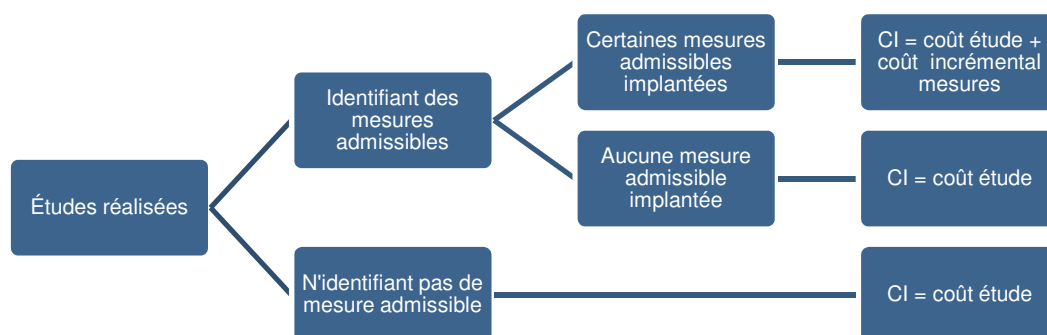 Certaines mesures
admissibles
implantées
CI = coût étude +
coût incrémental
mesures
Identifiant des
mesures
admissibles
Aucune mesure
admissible
implantée
CI = coût étude
Études réalisées
N'identifiant pas de
mesure admissible
CI = coût étude